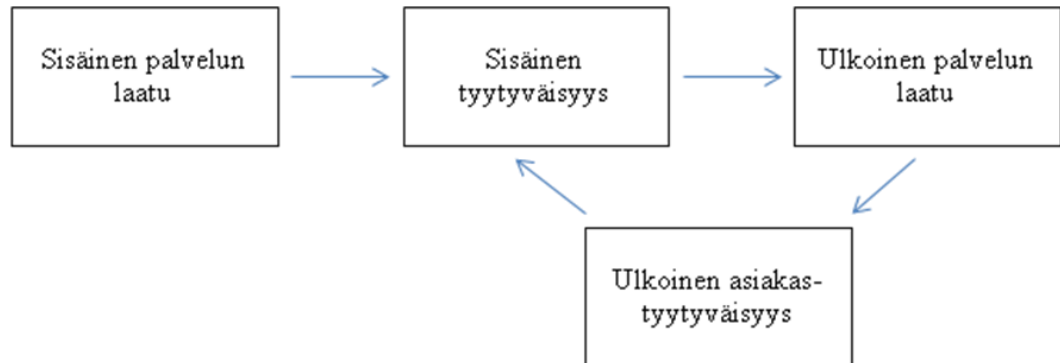 Sisäinen palvelun
laatu
Sisäinen
tyytyväisyys
Ulkoinen palvelun
laatu
Ulkoinen asiakas-
tyytyväisyys